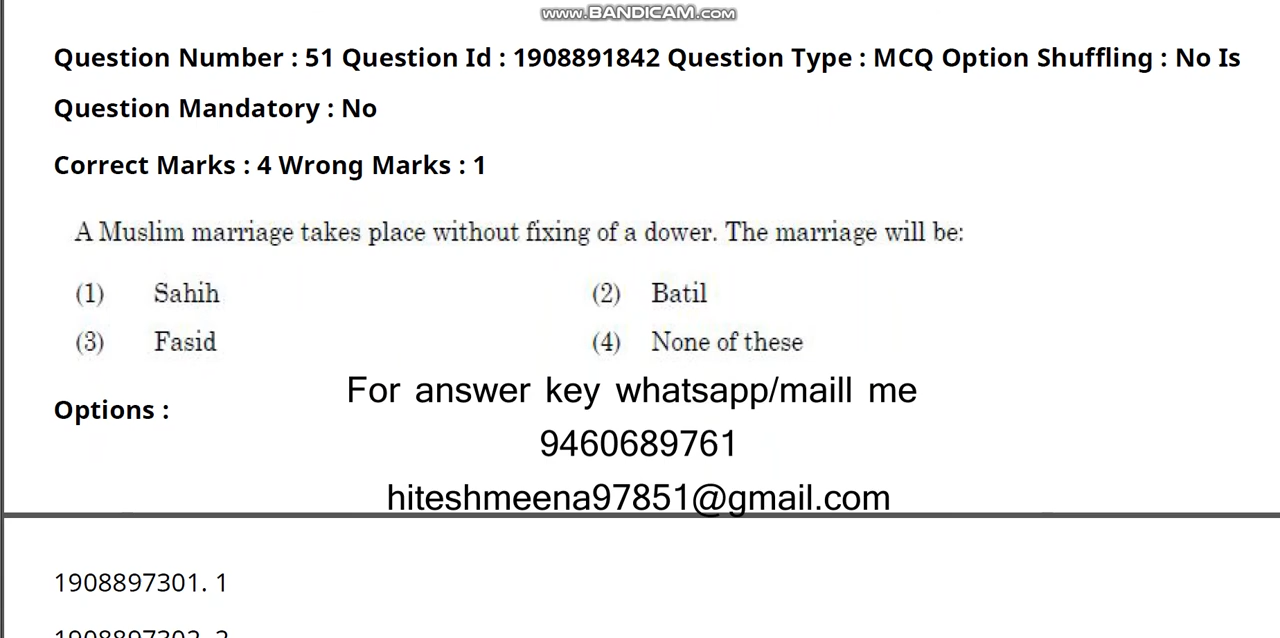 www.BANDICAM.com
Question Number : 51 Question Id : 1908891842 Question Type : MCQ Option Shuffling : No Is
Question Mandatory : No
Correct Marks : 4 Wrong Marks : 1
A Muslim marriage takes place without fixing of a dower. The marriage will be:
(1) Sahih (2) Batil
(3) Fasid (4) None of these
For answer key whatsapp/maill me
Options :
9460689761
hiteshmeena97851@gmail.com
1908897301. 1
1908897302. 2